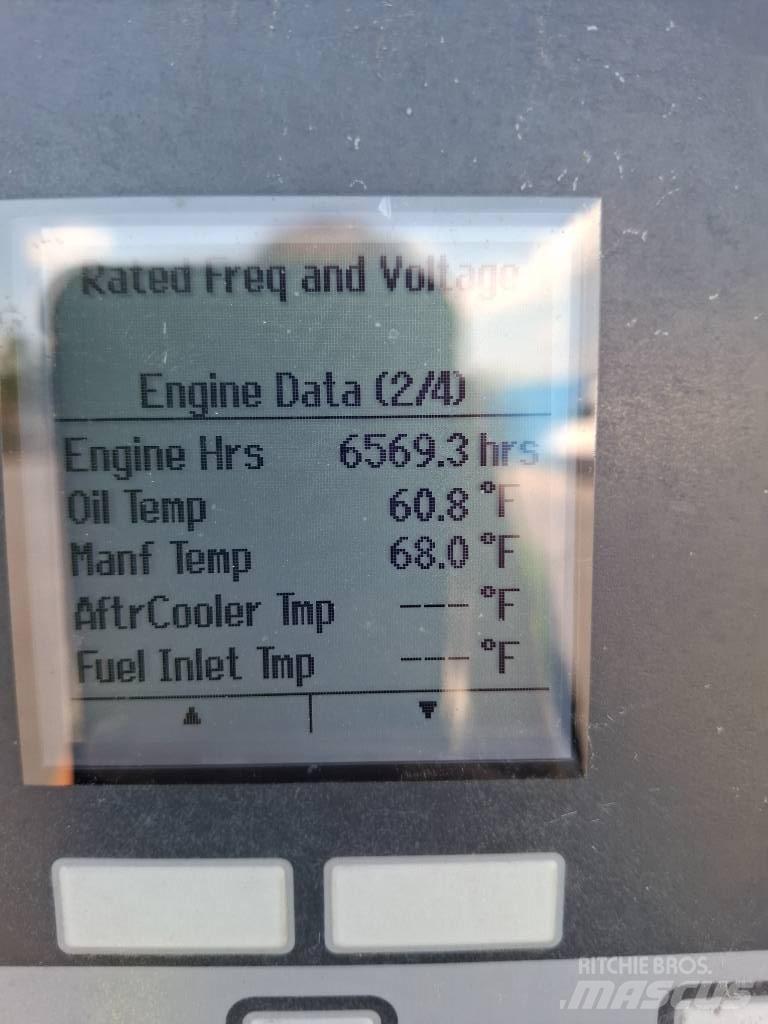 Rated Freq and Voltage
Engine Data (2/4)
Engine Hrs 6569.3 hrs
Oil Temp 60.8 °F
Manf Temp 68.0 °F
AftrCooler Tmp --- °F
Fuel Inlet Tmp --- °F
RITCHIE BROS.
MASCUS